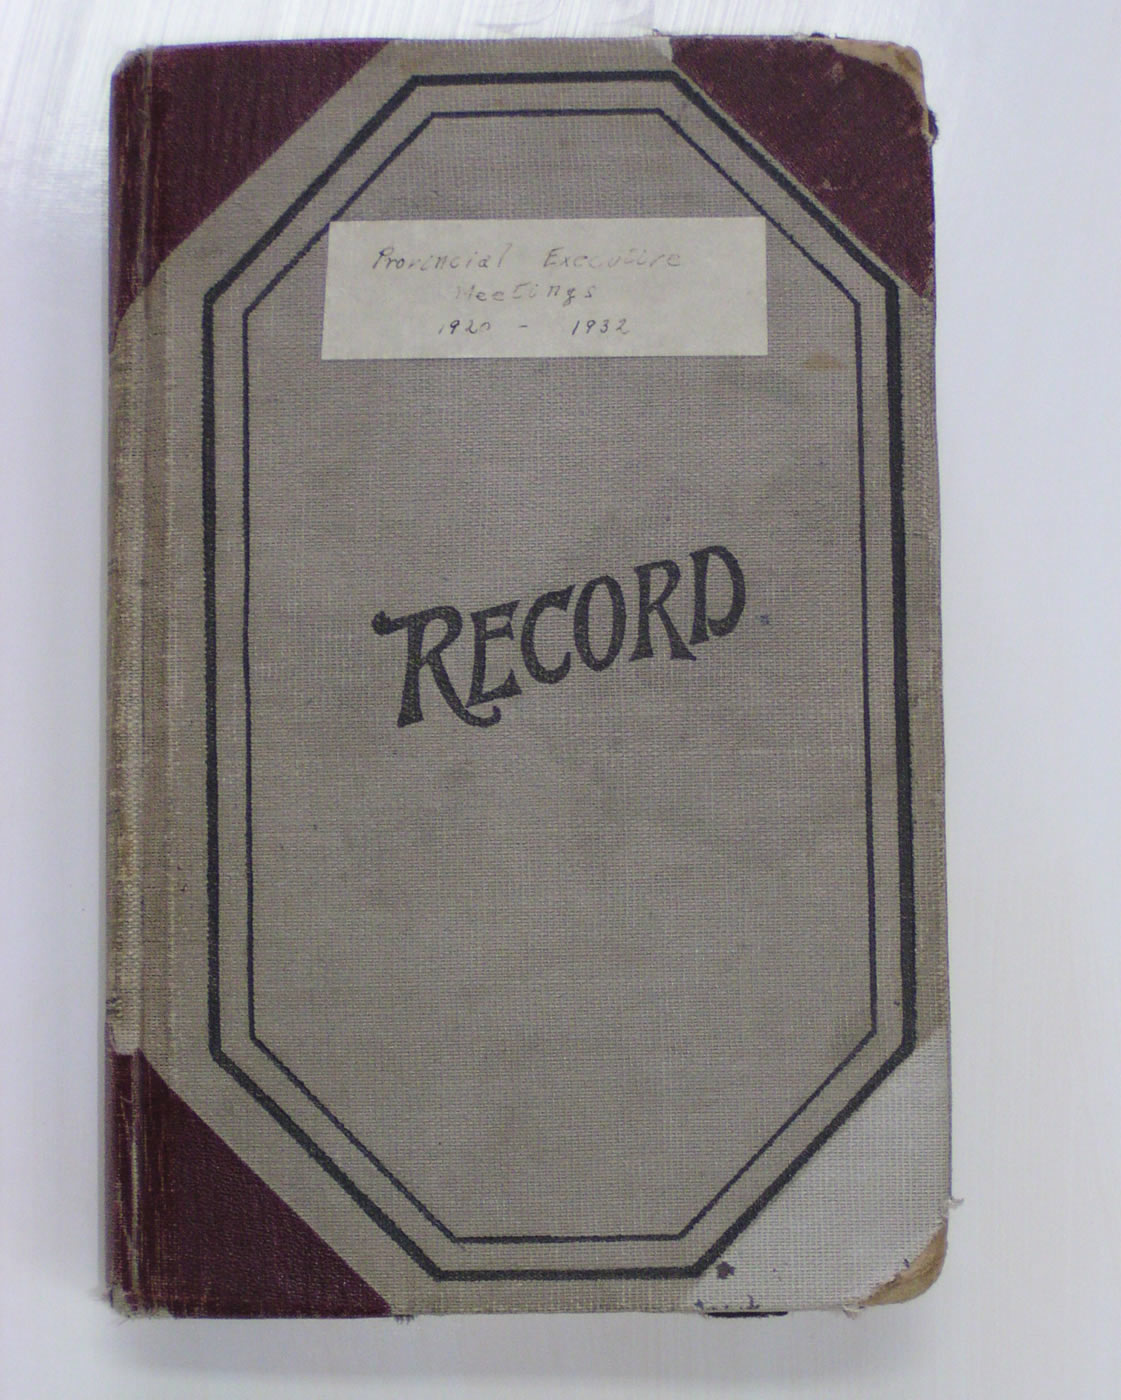 Provincial Executive
Meetings
1920 - 1932
RECORD